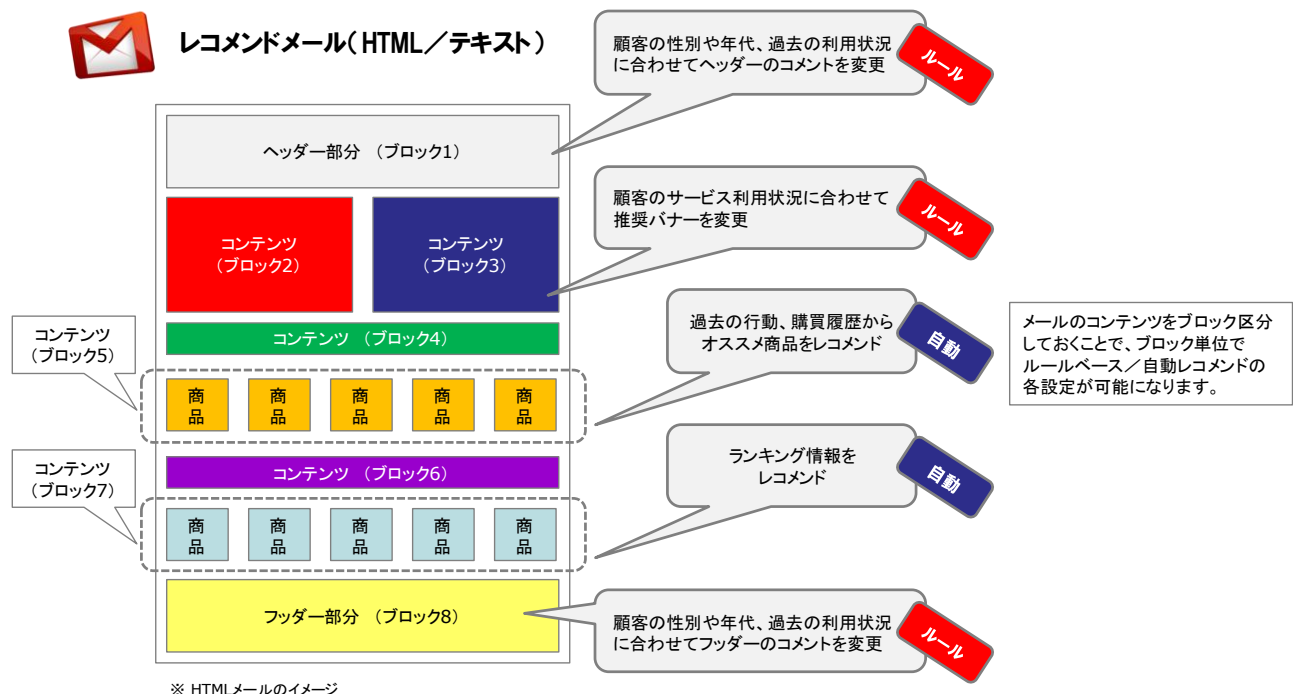 レコメンドメール(HTML／テキスト)
顧客の性別や年代、過去の利用状況
に合わせてヘッダーのコメントを変更
ルール
ヘッダー部分 （ブロック1）
顧客のサービス利用状況に合わせて
推奨バナーを変更
ルール
コンテンツ
（ブロック2）
コンテンツ
（ブロック3）
過去の行動、購買履歴から
オススメ商品をレコメンド
自動
メールのコンテンツをブロック区分
しておくことで、ブロック単位で
ルールベース／自動レコメンドの
各設定が可能になります。
コンテンツ （ブロック4）
コンテンツ
（ブロック5）
商品
商品
商品
商品
商品
ランキング情報を
レコメンド
自動
コンテンツ （ブロック6）
コンテンツ
（ブロック7）
商品
商品
商品
商品
商品
フッダー部分 （ブロック8）
顧客の性別や年代、過去の利用状況
に合わせてフッダーのコメントを変更
ルール
※ HTMLメールのイメージ